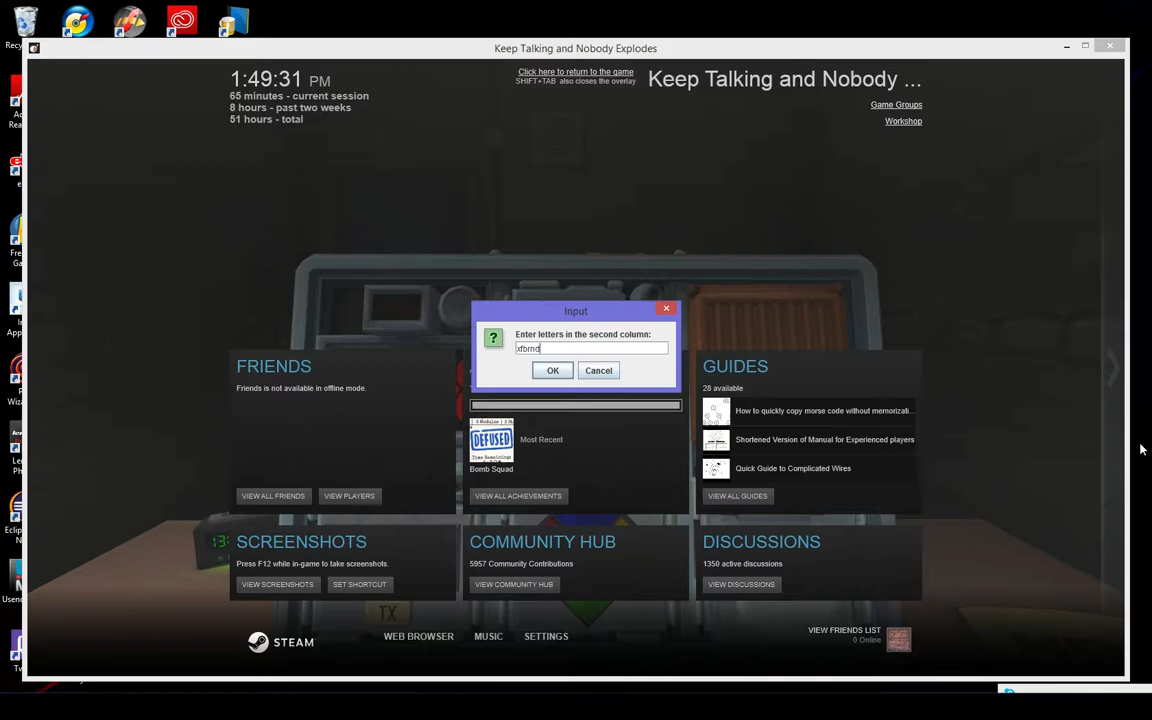 Keep Talking and Nobody Explodes
1:49:31 PM
65 minutes - current session
8 hours - past two weeks
51 hours - total
Click here to return to the game
SHIFT+TAB also closes the overlay
Keep Talking and Nobody ...
Game Groups
Workshop
Input
Enter letters in the second column:
xfbrnd
OK
Cancel
FRIENDS
Friends is not available in offline mode.
VIEW ALL FRIENDS
VIEW PLAYERS
DEFUSED
Most Recent
Bomb Squad
VIEW ALL ACHIEVEMENTS
GUIDES
28 available
How to quickly copy morse code without memorizati...
Shortened Version of Manual for Experienced players
Quick Guide to Complicated Wires
VIEW ALL GUIDES
SCREENSHOTS
Press F12 while in-game to take screenshots.
VIEW SCREENSHOTS
SET SHORTCUT
COMMUNITY HUB
5957 Community Contributions
VIEW COMMUNITY HUB
DISCUSSIONS
1350 active discussions
VIEW DISCUSSIONS
TX
STEAM
WEB BROWSER
MUSIC
SETTINGS
VIEW FRIENDS LIST
0 Online